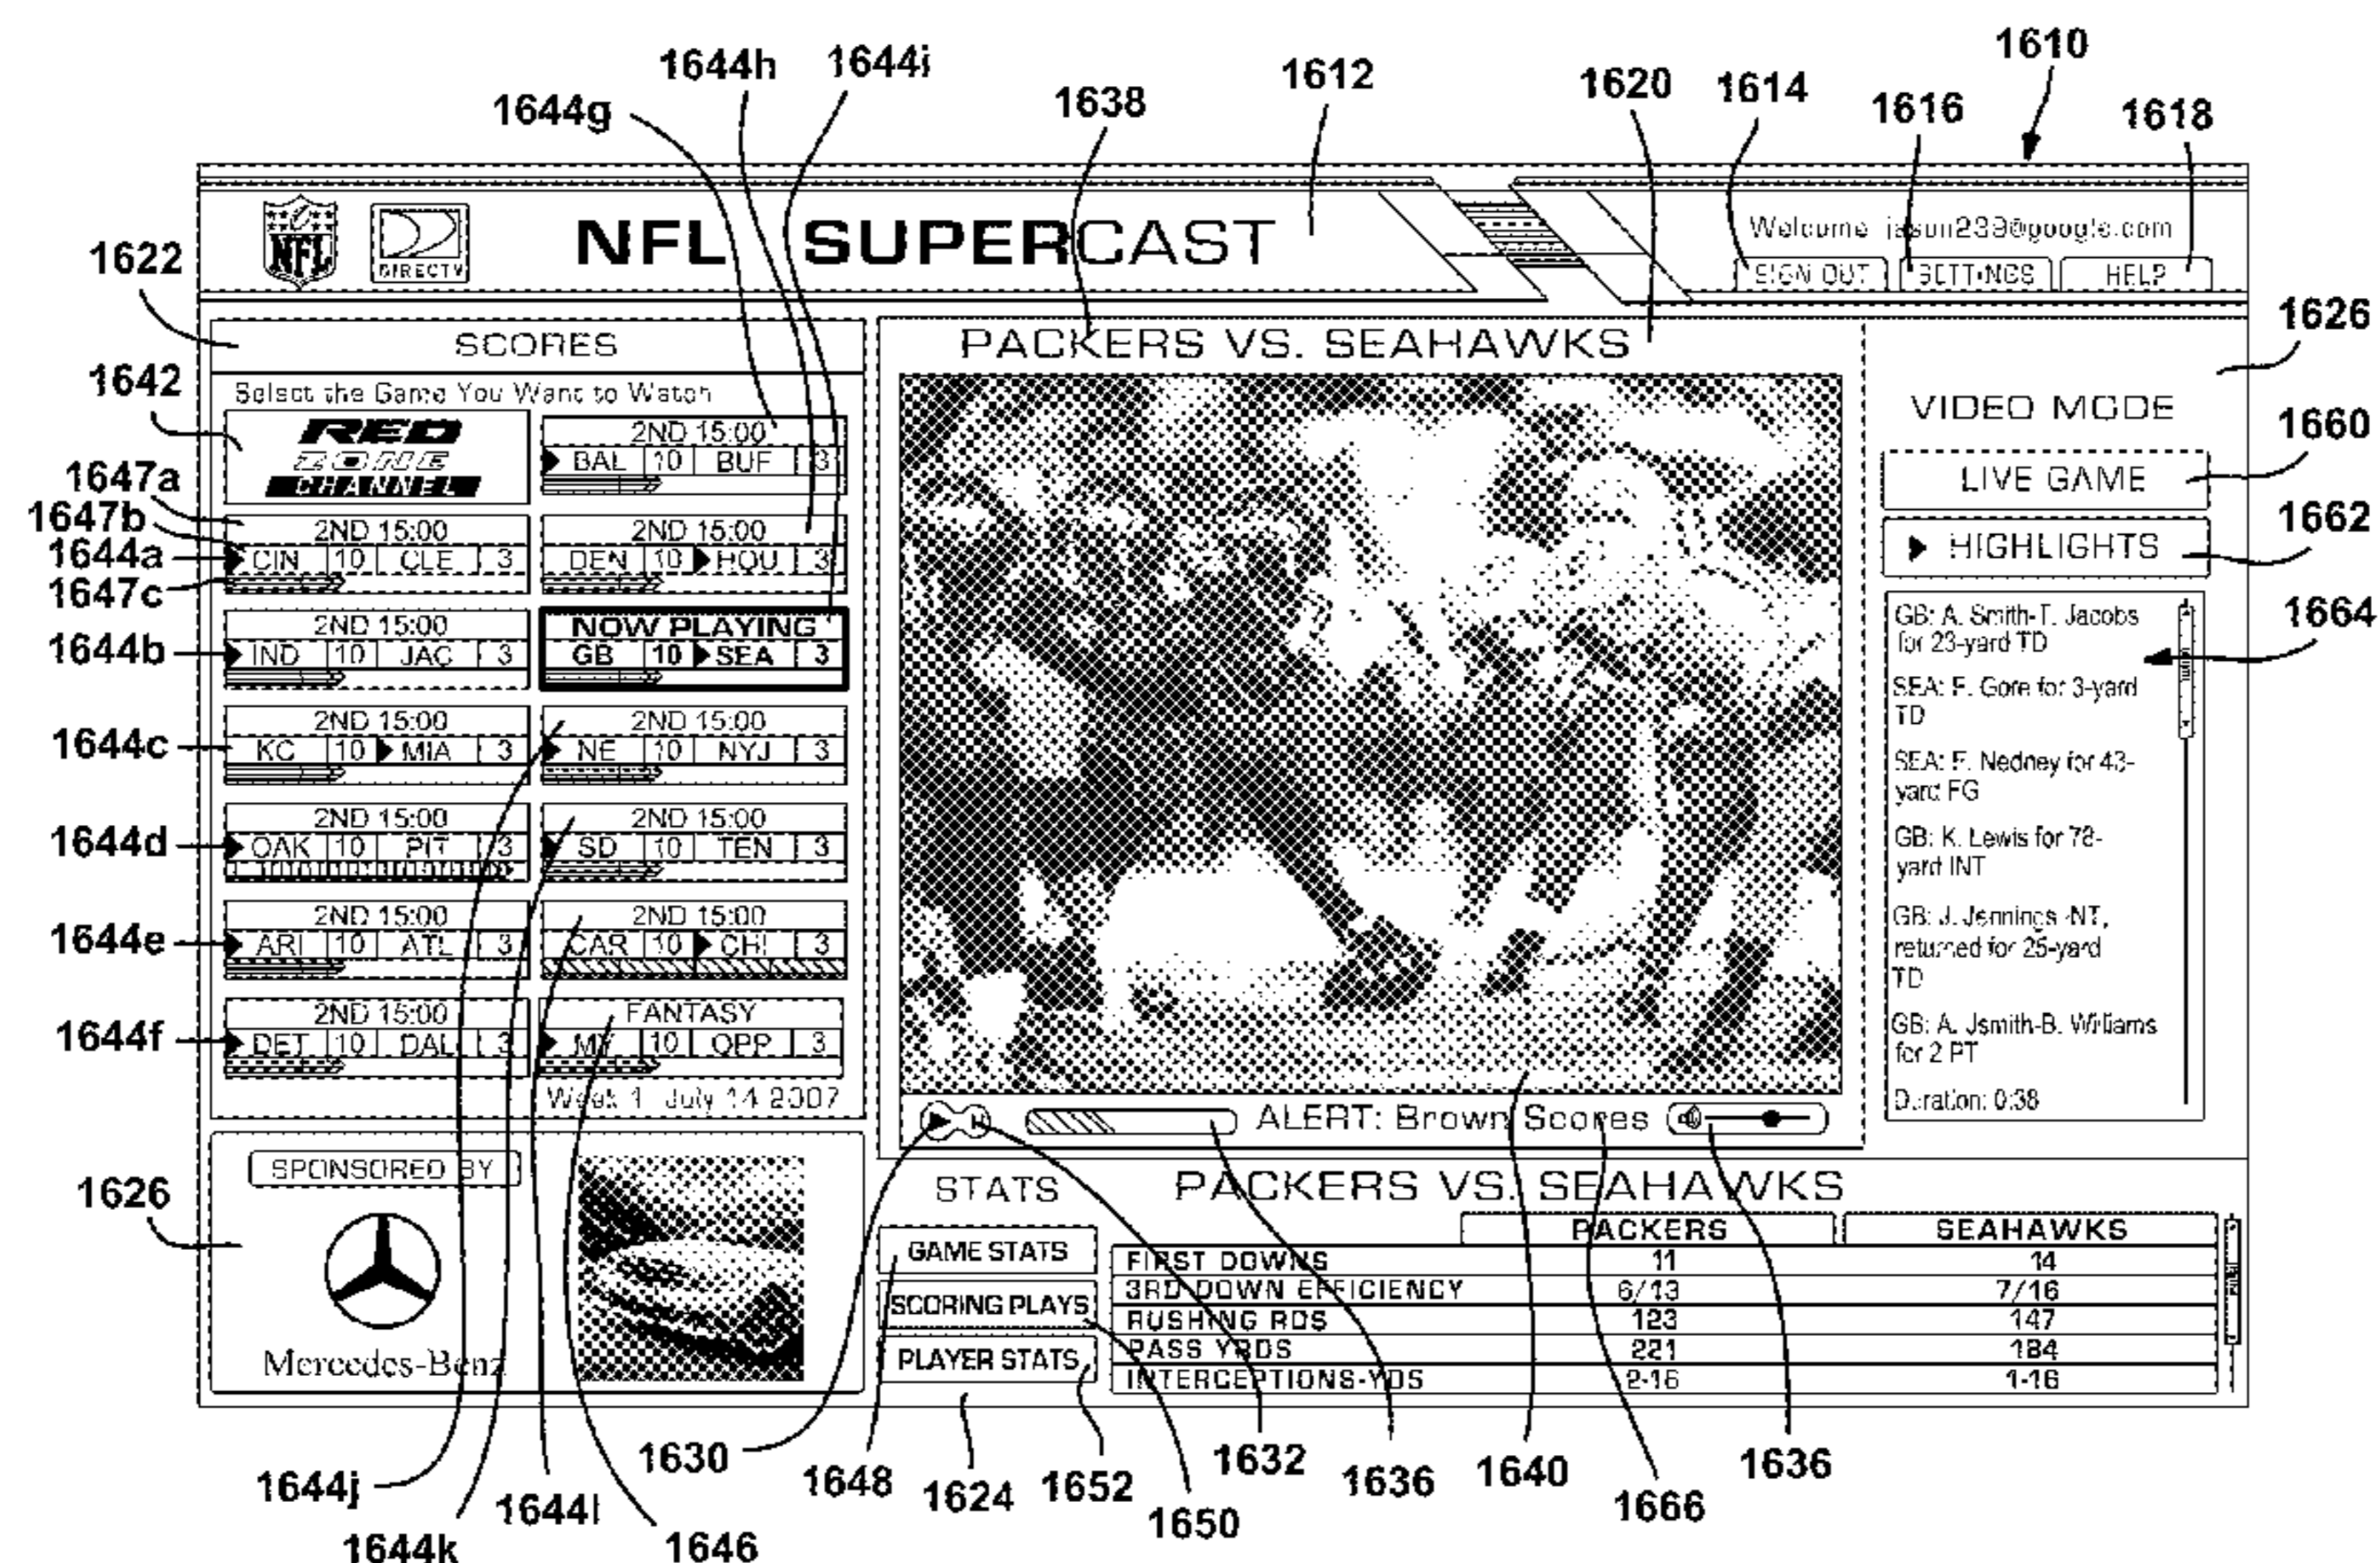 1610
1644h 1644i 1612
1638 1620 1614 1616 1618
1644g
NFL DIRECTV NFL SUPERCAST
Welcome
SIGN OUT SETTINGS HELP
1622 1626
SCORES
PACKERS VS. SEAHAWKS
1642
Select the Game You Want to Watch
VIDEO MODE
1660
RED ZONE CHANNEL
2ND 15:00
BAL 10 BUF 3
LIVE GAME
1647a
1647b
1644a
1647c
2ND 15:00 2ND 15:00
CIN 10 CLE 3 DEN 10 HOU 3
1662
HIGHLIGHTS
1664
1644b
2ND 15:00 NOW PLAYING
IND 10 JAC 3 GB 10 SEA 3
GB: A. Smith-T. Jacobs
for 23-yard TD
SEA: F. Gore for 3-yard
TD
1644c
2ND 15:00 2ND 15:00
KC 10 MIA 3 NE 10 NYJ 3
SEA: Nedney for 43-
yard FG
1644d
2ND 15:00 2ND 15:00
OAK 10 PIT 3 SD 10 TEN 3
GB: K. Lewis for 78-
yard INT
1644e
2ND 15:00 2ND 15:00
ARI 10 ATL 3 CAR 10 CHI 3
GB: J. Jennings INT,
returned for 25-yard
TD
1644f
2ND 15:00 FANTASY
DET 10 DAL 3 MY 10 OPP 3
GB: A. Jsmith-B. Williams
for 2 PT
Week 1 July 14 2007
Duration: 0:38
ALERT: Brown Scores
1626
SPONSORED BY
Mercedes-Benz
STATS PACKERS VS. SEAHAWKS
PACKERS SEAHAWKS
GAME STATS
SCORING PLAYS
PLAYER STATS
FIRST DOWNS 11 14
3RD DOWN EFFICIENCY 6/13 7/16
RUSHING RDS 123 147
PASS YRDS 221 184
INTERCEPTIONS-YDS 2-16 1-16
1630 1648 1624 1652 1650 1632 1636 1640 1666 1636
1644j 1644k 1644l 1646